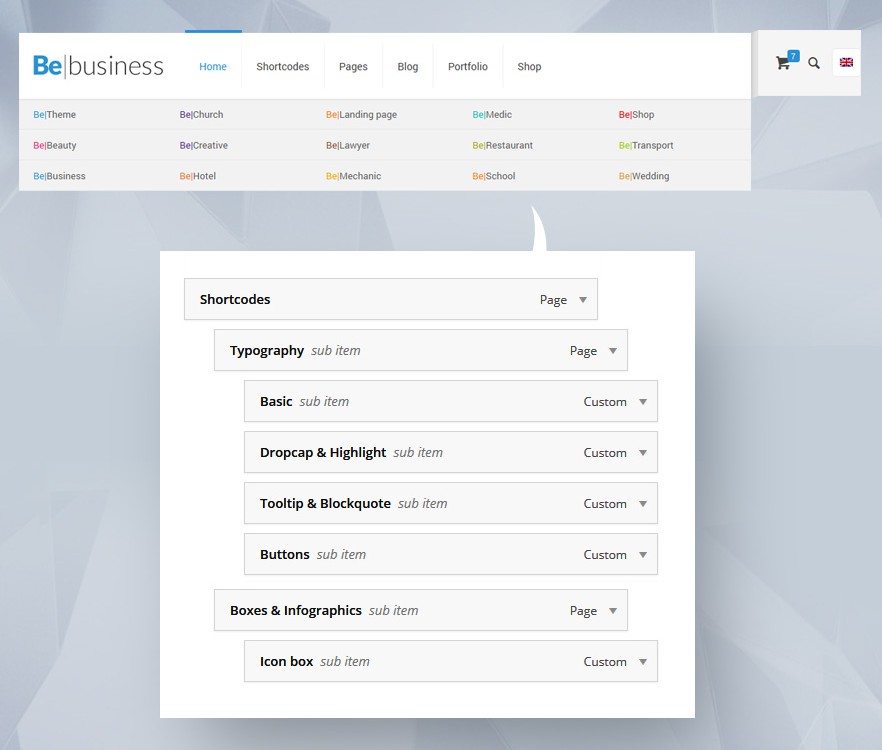 Be|business Home Shortcodes Pages Blog Portfolio Shop 7
Be|Theme Be|Church Be|Landing page Be|Medic Be|Shop
Be|Beauty Be|Creative Be|Lawyer Be|Restaurant Be|Transport
Be|Business Be|Hotel Be|Mechanic Be|School Be|Wedding
Shortcodes Page
Typography sub item Page
Basic sub item Custom
Dropcap & Highlight sub item Custom
Tooltip & Blockquote sub item Custom
Buttons sub item Custom
Boxes & Infographics sub item Page
Icon box sub item Custom